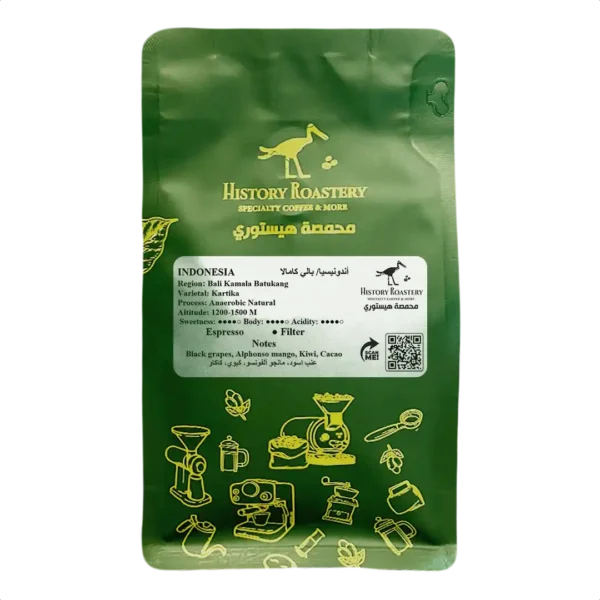 HISTORY ROASTERY
SPECIALTY COFFEE & MORE
محمصة هيستوري
INDONESIA أندونيسيا/ بالي كامالا
Region: Bali Kamala Batukang
Varietal: Kartika
Process: Anaerobic Natural
Altitude: 1200-1500 M
Sweetness: ●●●●○ Body: ●●●●○ Acidity: ●●●●○
Espresso ● Filter
Notes
Black grapes, Alphonso mango, Kiwi, Cacao
عنب أسود، مانجو ألفونسو، كيوي، كاكاو
HISTORY ROASTERY
SPECIALTY COFFEE & MORE
محمصة هيستوري
SCAN
ME!